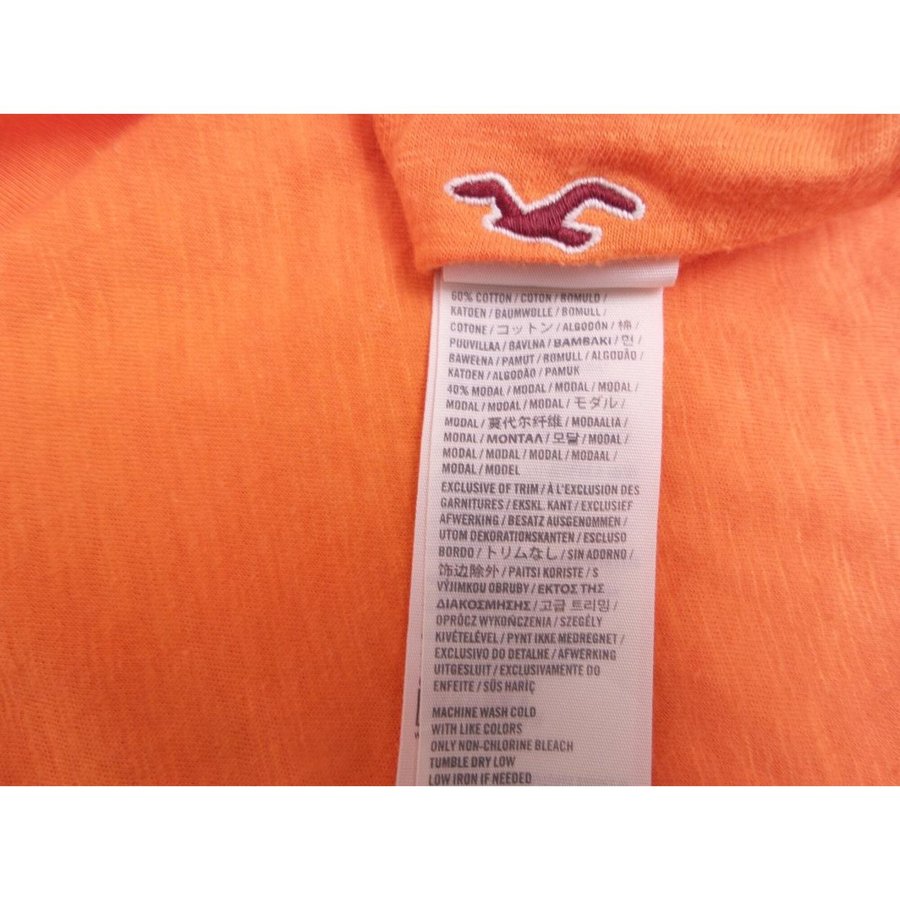 60% COTTON / COTON / BOMULD /
KATOEN / BAUMWOLLE / BOMULL /
COTONE / コットン / ALGODÓN / 棉 /
PUUVILLAA / BAVLNA / ΒΑΜΒΑΚΙ / 면 /
BAWEŁNA / PAMUT / BOMULL / ALGODÃO /
KATOEN / ALGODÃO / PAMUK
40% MODAL / MODAL / MODAL / MODAL /
MODAL / MODAL / MODAL / モダル /
MODAL / 莫代尔纤维 / MODAALIA /
MODAL / ΜΟΝΤΑΛ / 모달 / MODAL /
MODAL / MODAL / MODAL / MODAAL /
MODAL / MODEL
EXCLUSIVE OF TRIM / À L'EXCLUSION DES
GARNITURES / EKSKL. KANT / EXCLUSIEF
AFWERKING / BESATZ AUSGENOMMEN /
UTOM DEKORATIONSKANTEN / ESCLUSO
BORDO / トリムなし / SIN ADORNO /
饰边除外 / PAITSI KORISTE / S
VÝJIMKOU OBRUBY / ΕΚΤΟΣ ΤΗΣ
ΔΙΑΚΟΣΜΗΣΗΣ / 고급 트리밍 /
OPRÓCZ WYKOŃCZENIA / SZEGÉLY
KIVÉTELÉVEL / PYNT IKKE MEDREGNET /
EXCLUSIVO DO DETALHE / AFWERKING
UITGESLUIT / EXCLUSIVAMENTE DO
ENFEITE / SÜS HARİÇ
MACHINE WASH COLD
WITH LIKE COLORS
ONLY NON-CHLORINE BLEACH
TUMBLE DRY LOW
LOW IRON IF NEEDED